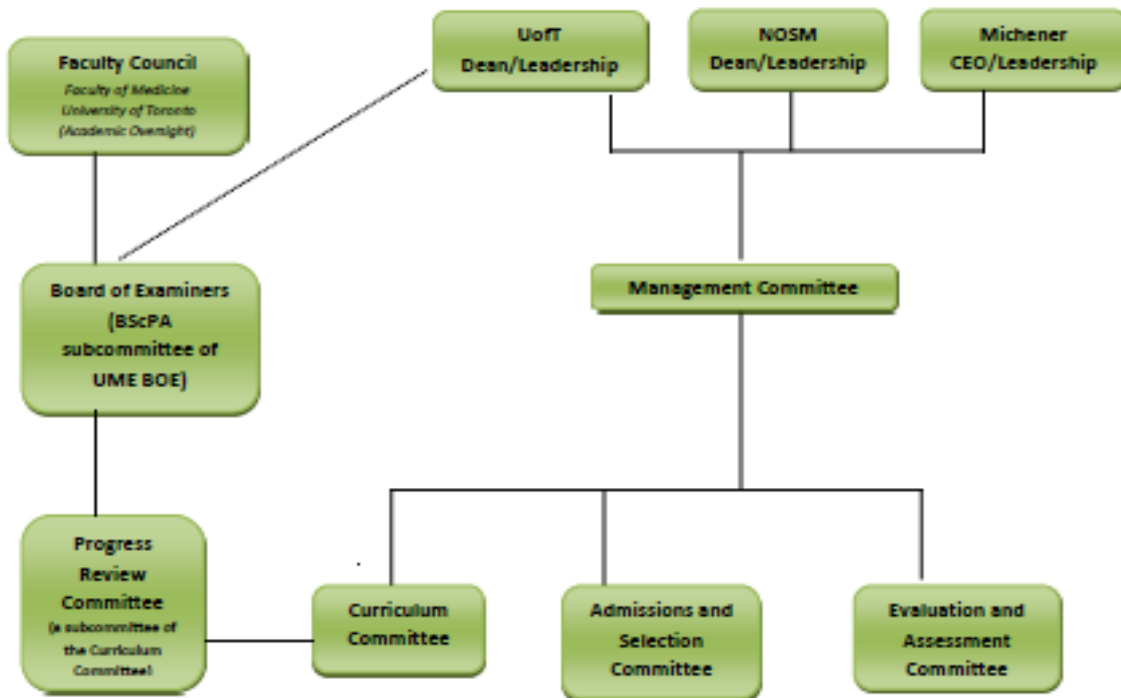 Faculty Council
Faculty of Medicine
University of Toronto
(Academic Oversight)
UofT
Dean/Leadership
NOSM
Dean/Leadership
Michener
CEO/Leadership
Board of Examiners
(BScPA
subcommittee of
UME BOE)
Management Committee
Progress
Review
Committee
(a subcommittee of
the Curriculum
Committee)
Curriculum
Committee
Admissions and
Selection
Committee
Evaluation and
Assessment
Committee